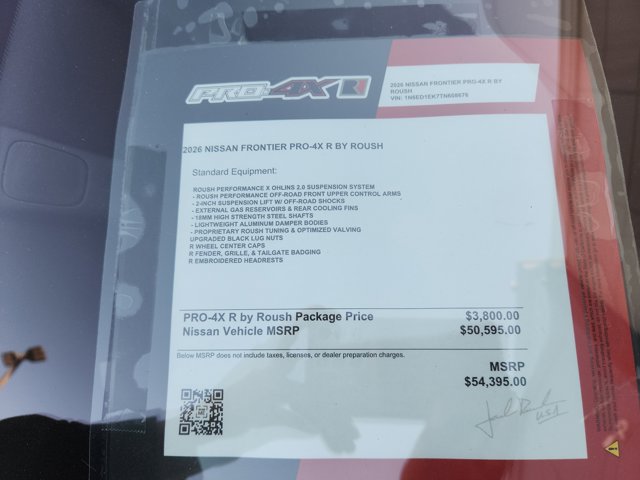 PRO-4X R
2026 NISSAN FRONTIER PRO-4X R BY
ROUSH
VIN: 1N6ED1EK7TN608676
2026 NISSAN FRONTIER PRO-4X R BY ROUSH
Standard Equipment:
ROUSH PERFORMANCE X OHLINS 2.0 SUSPENSION SYSTEM
- ROUSH PERFORMANCE OFF-ROAD FRONT UPPER CONTROL ARMS
- 2-INCH SUSPENSION LIFT W/ OFF-ROAD SHOCKS
- EXTERNAL GAS RESERVOIRS & REAR COOLING FINS
- 18MM HIGH STRENGTH STEEL SHAFTS
- LIGHTWEIGHT ALUMINUM DAMPER BODIES
- PROPRIETARY ROUSH TUNING & OPTIMIZED VALVING
UPGRADED BLACK LUG NUTS
R WHEEL CENTER CAPS
R FENDER, GRILLE, & TAILGATE BADGING
R EMBROIDERED HEADRESTS
PRO-4X R by Roush Package Price $3,800.00
Nissan Vehicle MSRP $50,595.00
Below MSRP does not include taxes, licenses, or dealer preparation charges.
MSRP
$54,395.00
USA